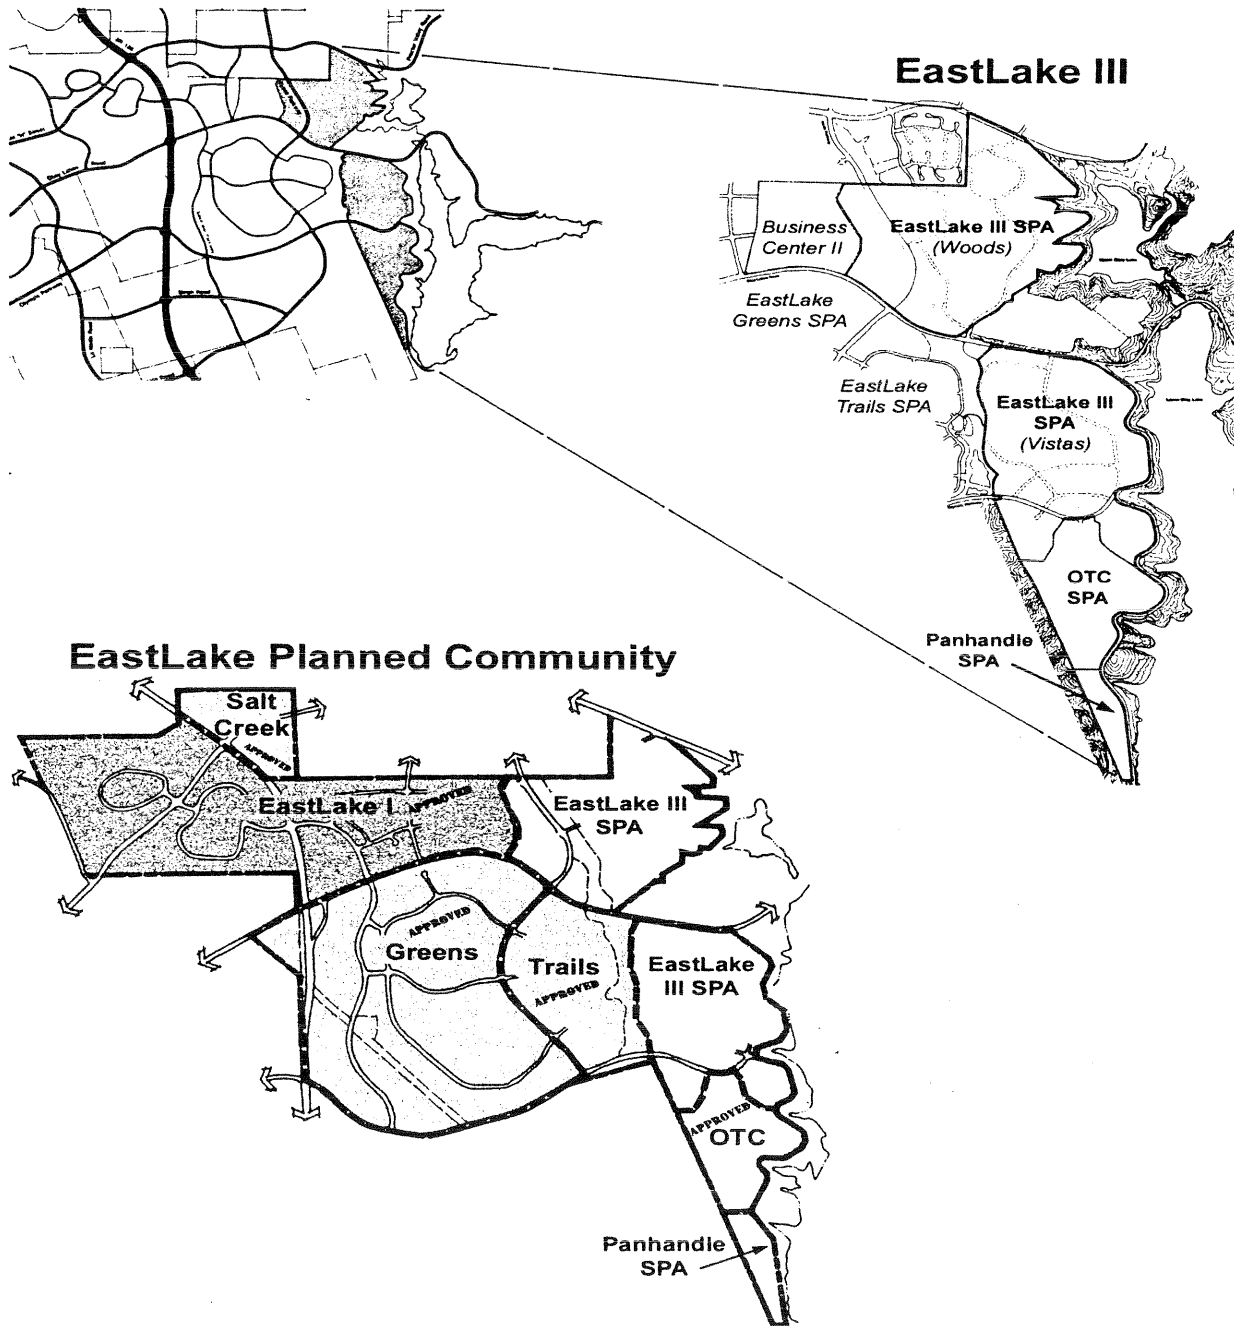 EastLake III
Business
Center II
EastLake III SPA
(Woods)
EastLake
Greens SPA
EastLake
Trails SPA
EastLake III
SPA
(Vistas)
OTC
SPA
Panhandle
SPA
EastLake Planned Community
Salt
Creek
APPROVED
EastLake I
APPROVED
EastLake III
SPA
APPROVED
Greens
Trails
APPROVED
EastLake
III SPA
APPROVED
OTC
Panhandle
SPA